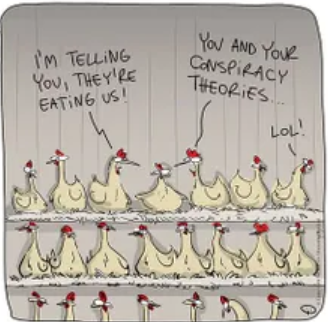 I'M TELLING
YOU, THEY'RE
EATING US!
YOU AND YOUR
CONSPIRACY
THEORIES...
LOL!